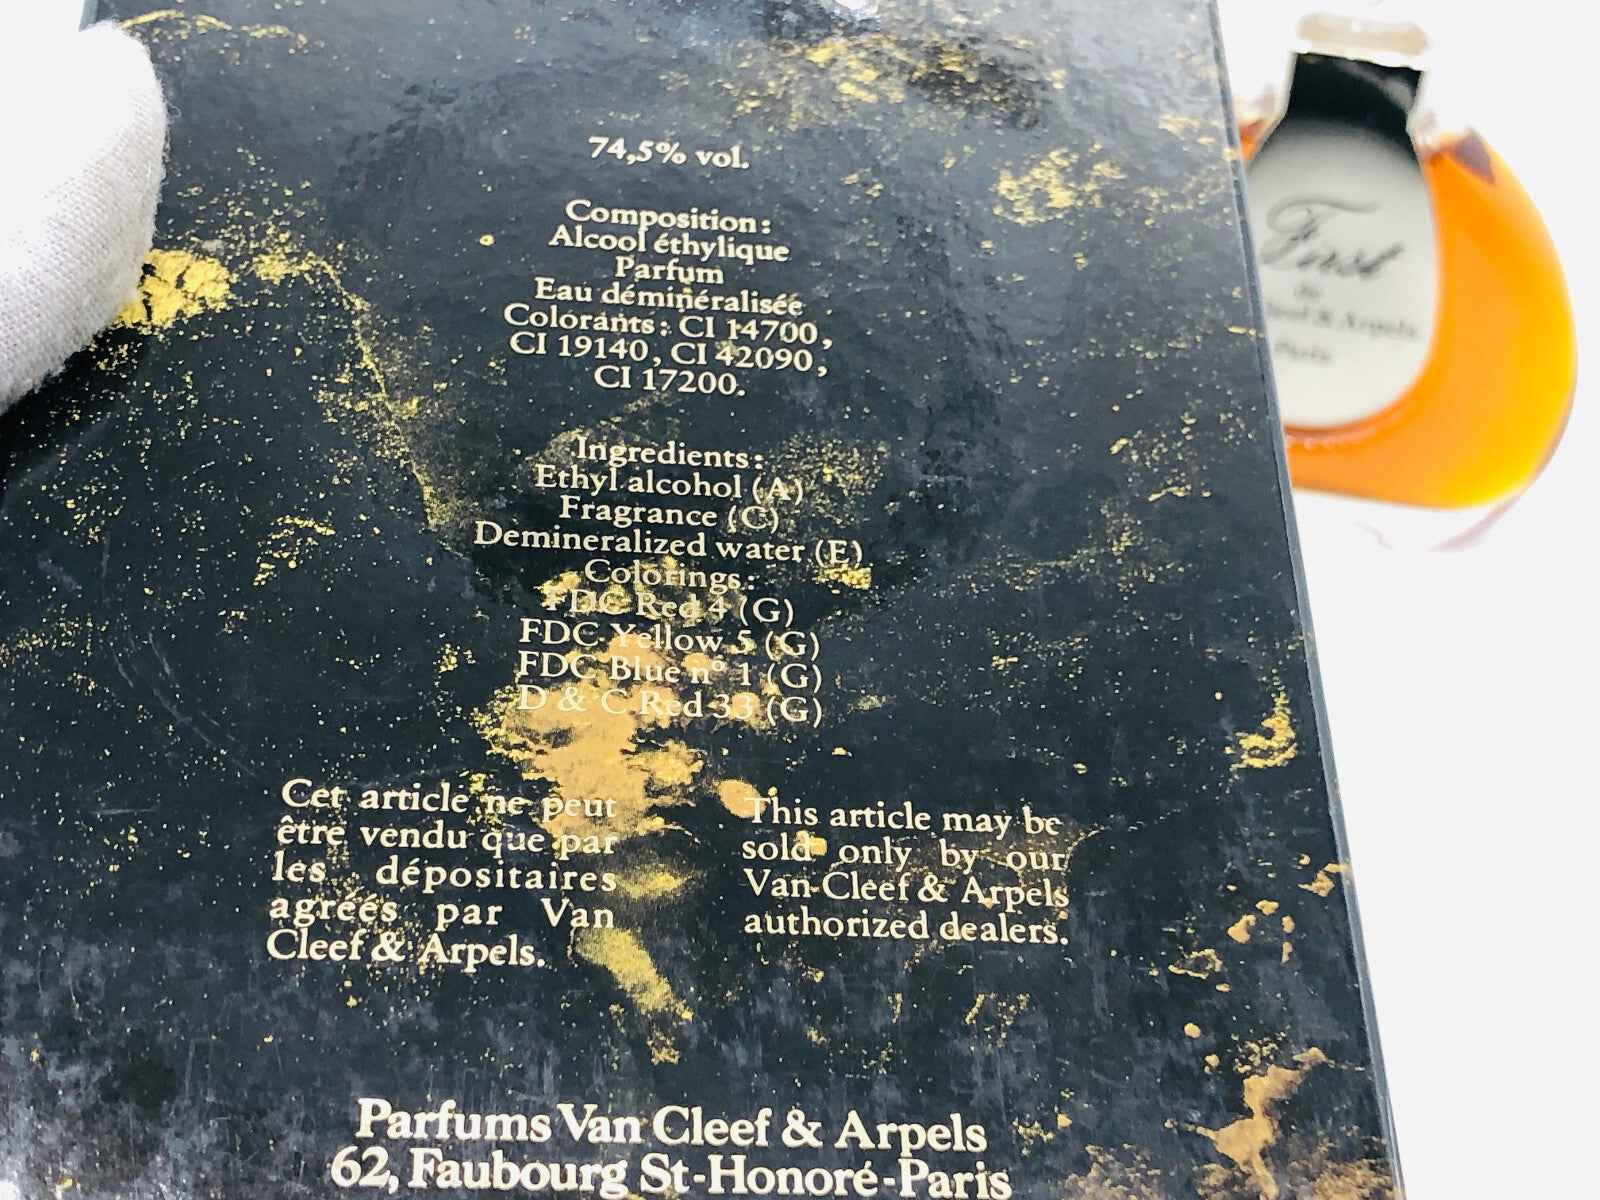 74,5% vol.
Composition:
Alcool éthylique
Parfum
Eau déminéralisée
Colorants: CI 14700,
CI 19140, CI 42090,
CI 17200.
Ingredients:
Ethyl alcohol (A)
Fragrance (C)
Demineralized water (E)
Colorings:
FDC Red 4 (G)
FDC Yellow 5 (G)
FDC Blue n° 1 (G)
D & C Red 33 (G)
Cet article ne peut
être vendu que par
les dépositaires
agréés par Van
Cleef & Arpels.
This article may be
sold only by our
Van Cleef & Arpels
authorized dealers.
Parfums Van Cleef & Arpels
62, Faubourg St-Honoré-Paris
First
& Arpels
Paris